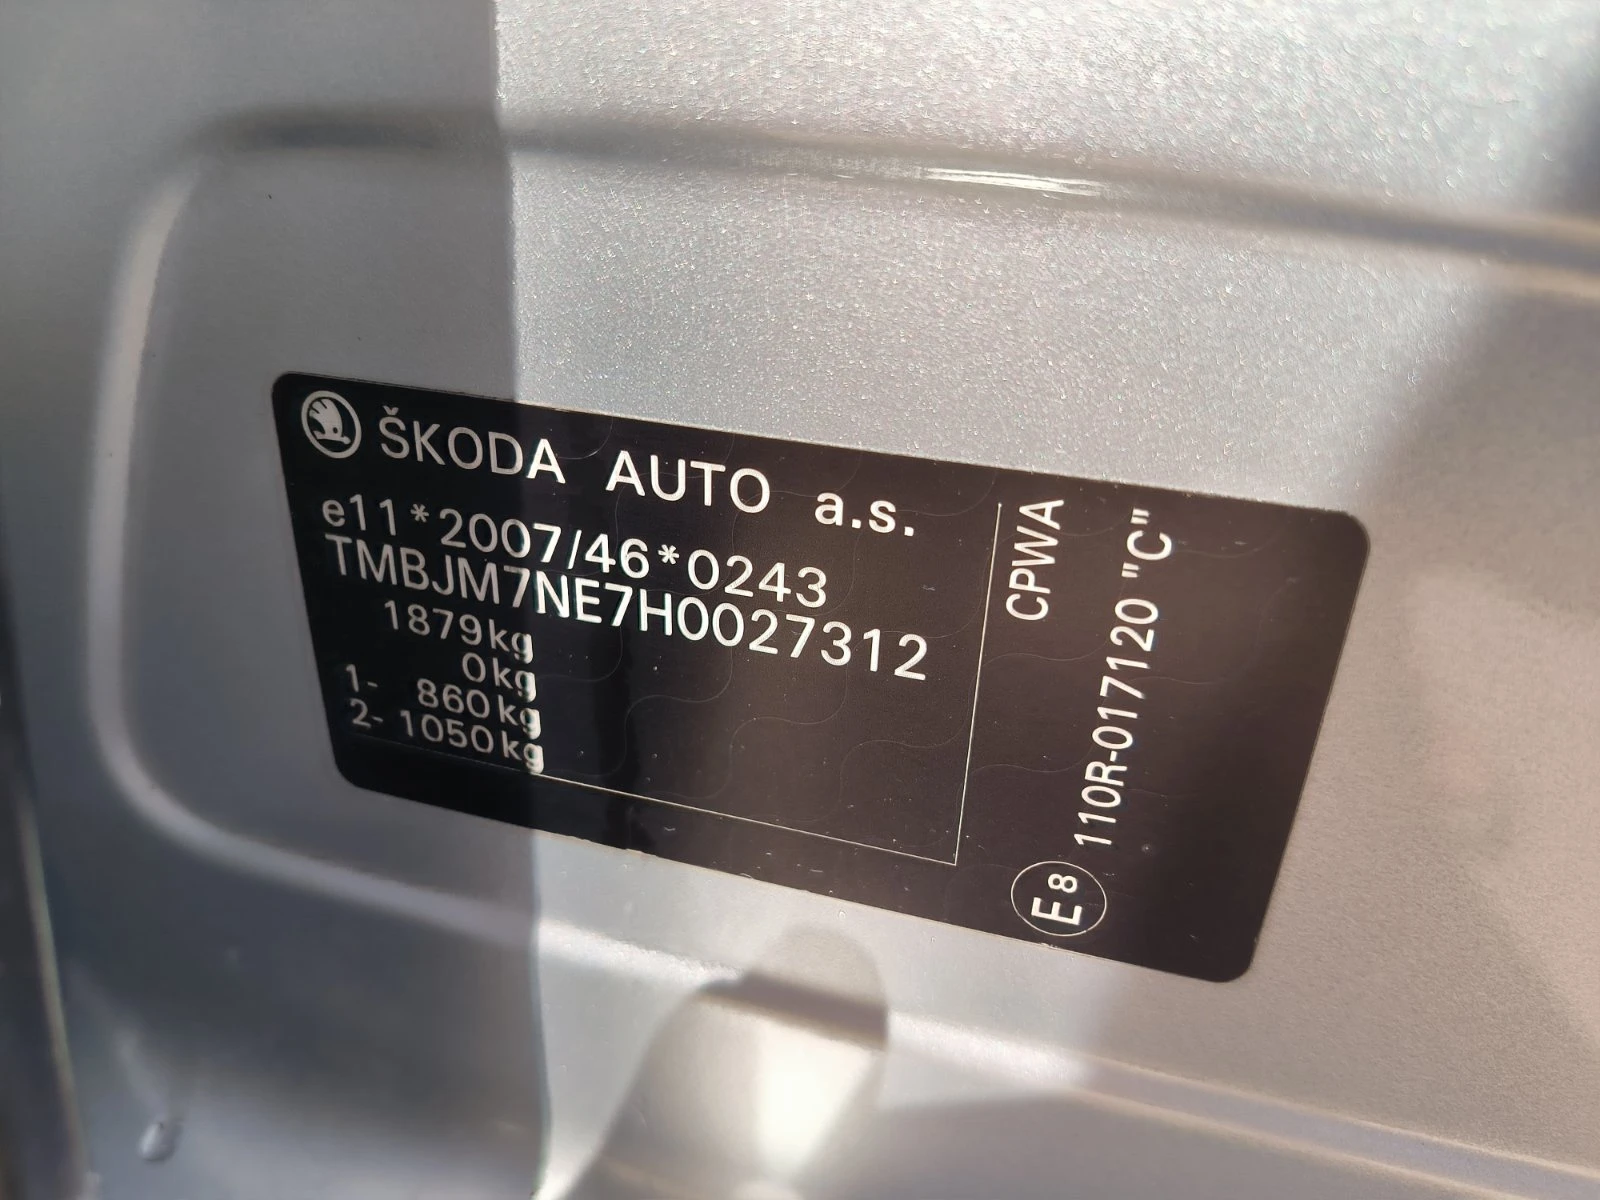 ŠKODA AUTO a.s.
e11*2007/46*0243
TMBJM7NE7H0027312
1879kg
0kg
1- 860kg
2- 1050kg
CPWA
110R-017120 "C"
E8